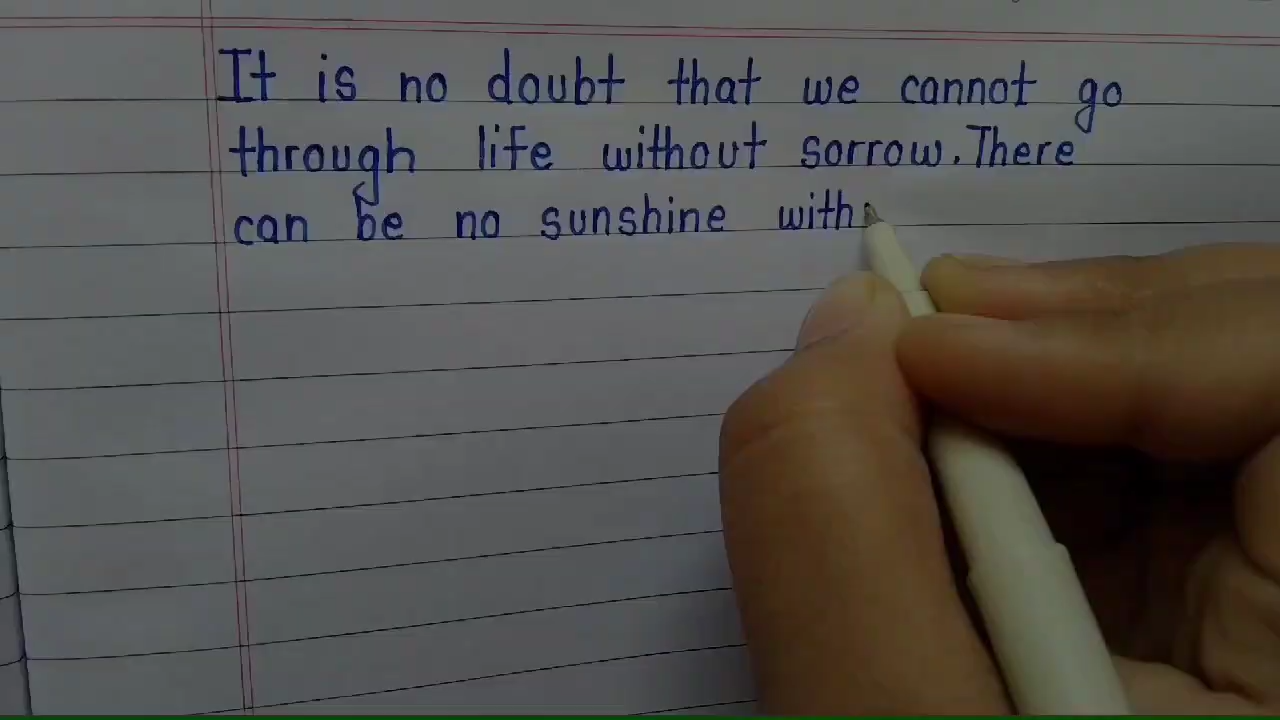 It is no doubt that we cannot go
through life without sorrow. There
can be no sunshine with